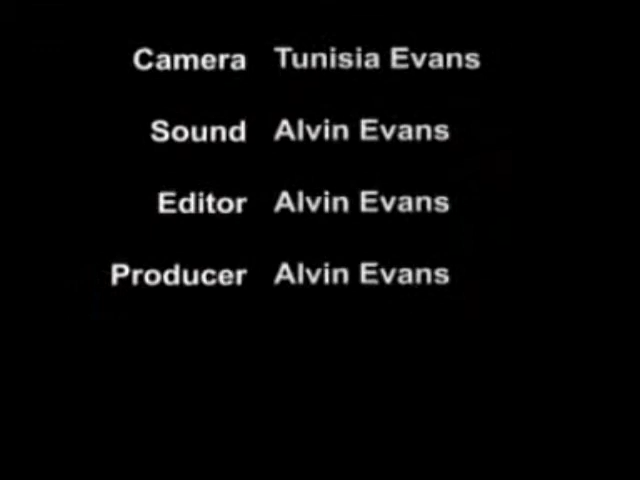 Camera Tunisia Evans
Sound Alvin Evans
Editor Alvin Evans
Producer Alvin Evans